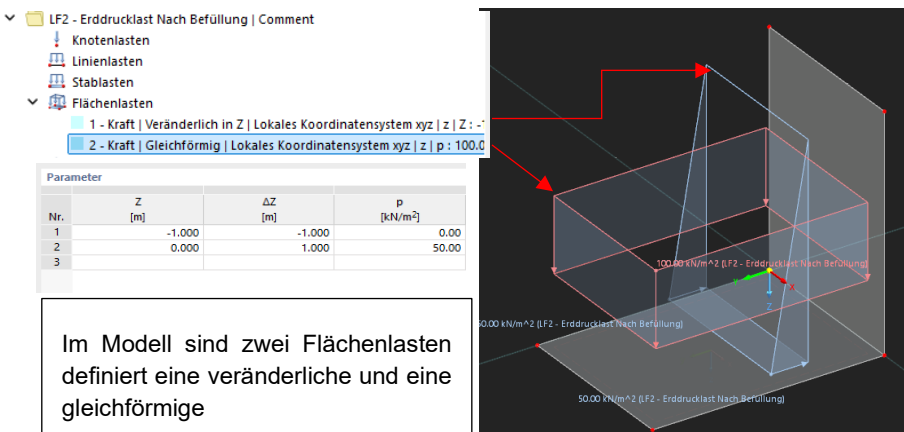 LF2 - Erddrucklast Nach Befüllung | Comment
Knotenlasten
Linienlasten
Stablasten
Flächenlasten
1 - Kraft | Veränderlich in Z | Lokales Koordinatensystem xyz | z | Z : -1
2 - Kraft | Gleichförmig | Lokales Koordinatensystem xyz | z | p : 100.0
Parameter
Nr. Z [m] ΔZ [m] p [kN/m²]
1 -1.000 -1.000 0.00
2 0.000 1.000 50.00
3
Im Modell sind zwei Flächenlasten
definiert eine veränderliche und eine
gleichförmige
100.00 kN/m^2 (LF2 - Erddrucklast Nach Befüllung)
Y X
Z
50.00 kN/m^2 (LF2 - Erddrucklast Nach Befüllung)
50.00 kN/m^2 (LF2 - Erddrucklast Nach Befüllung)